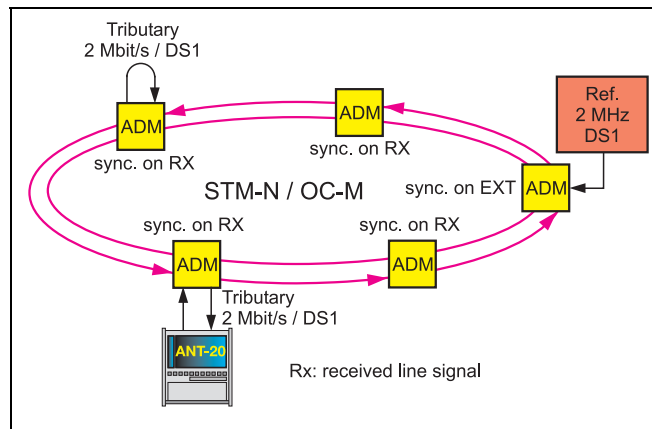 Tributary
2 Mbit/s / DS1
ADM
sync. on RX
ADM
sync. on RX
Ref.
2 MHz
DS1
STM-N / OC-M
sync. on EXT
ADM
sync. on RX
ADM
sync. on RX
ADM
Tributary
2 Mbit/s / DS1
ANT-20
Rx: received line signal